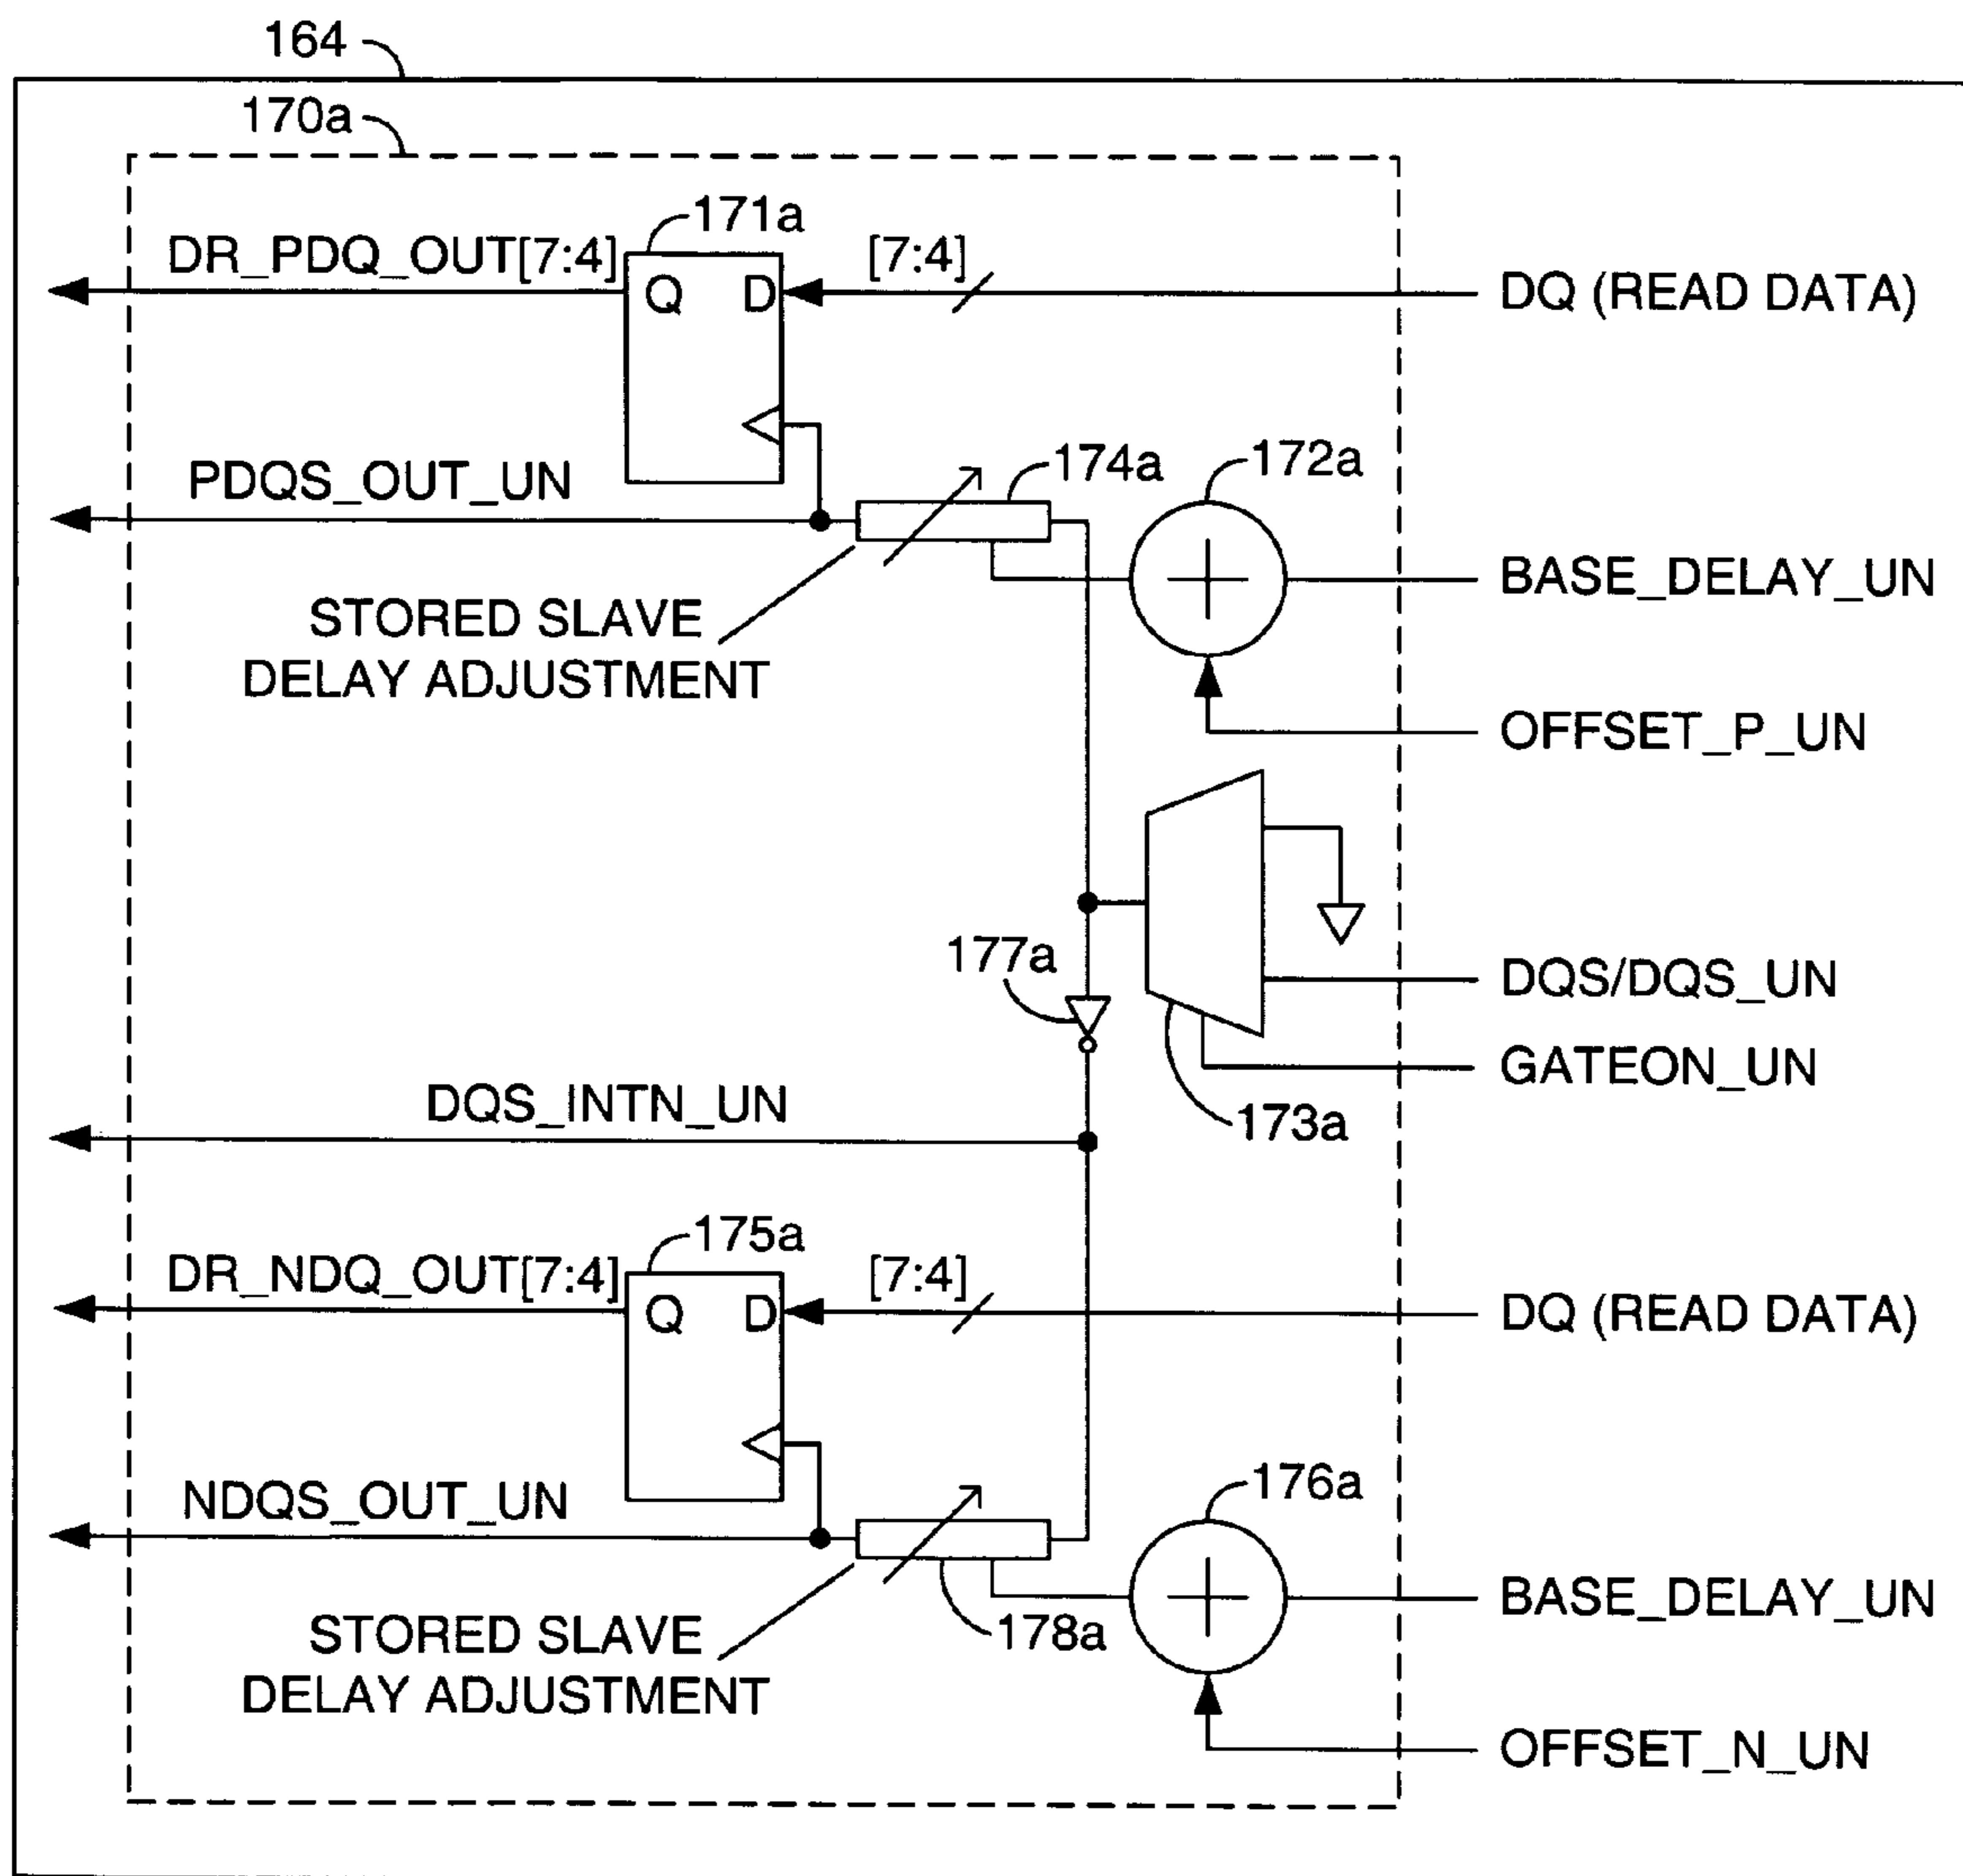 164
170a
171a
DR_PDQ_OUT[7:4]
Q
D
[7:4]
DQ (READ DATA)
PDQS_OUT_UN
174a
172a
STORED SLAVE
DELAY ADJUSTMENT
BASE_DELAY_UN
OFFSET_P_UN
177a
DQS/DQS_UN
GATEON_UN
173a
DQS_INTN_UN
175a
DR_NDQ_OUT[7:4]
Q
D
[7:4]
DQ (READ DATA)
NDQS_OUT_UN
176a
178a
STORED SLAVE
DELAY ADJUSTMENT
BASE_DELAY_UN
OFFSET_N_UN